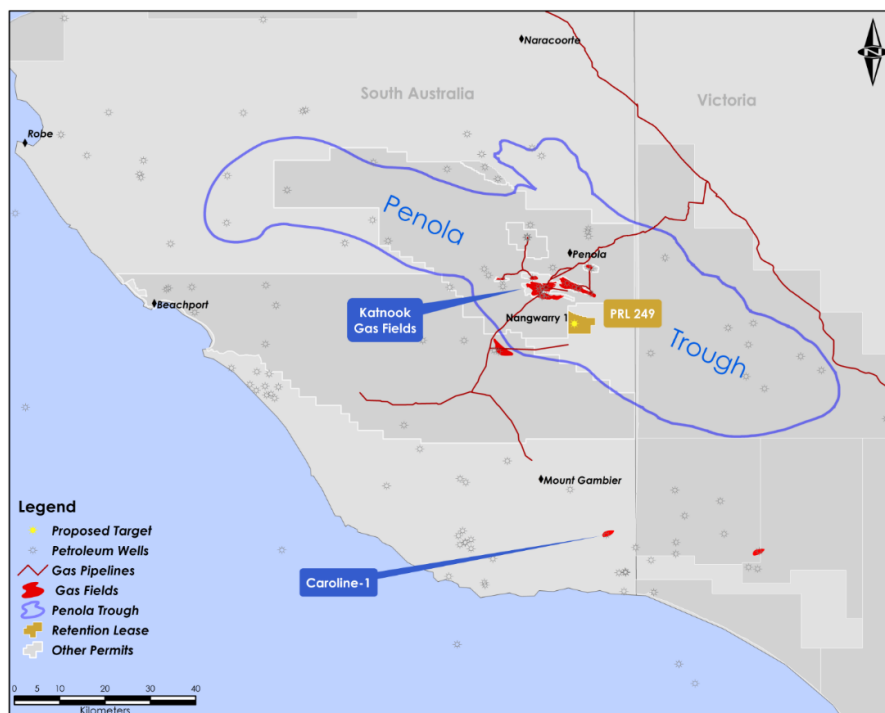 Naracoorte
South Australia
Victoria
Robe
Penola
Penola
Beachport
Katnook
Gas Fields
Nangwarry 1
PRL 249
Trough
Mount Gambier
Caroline-1
Legend
Proposed Target
Petroleum Wells
Gas Pipelines
Gas Fields
Penola Trough
Retention Lease
Other Permits
0 5 10 20 30 40
Kilometers